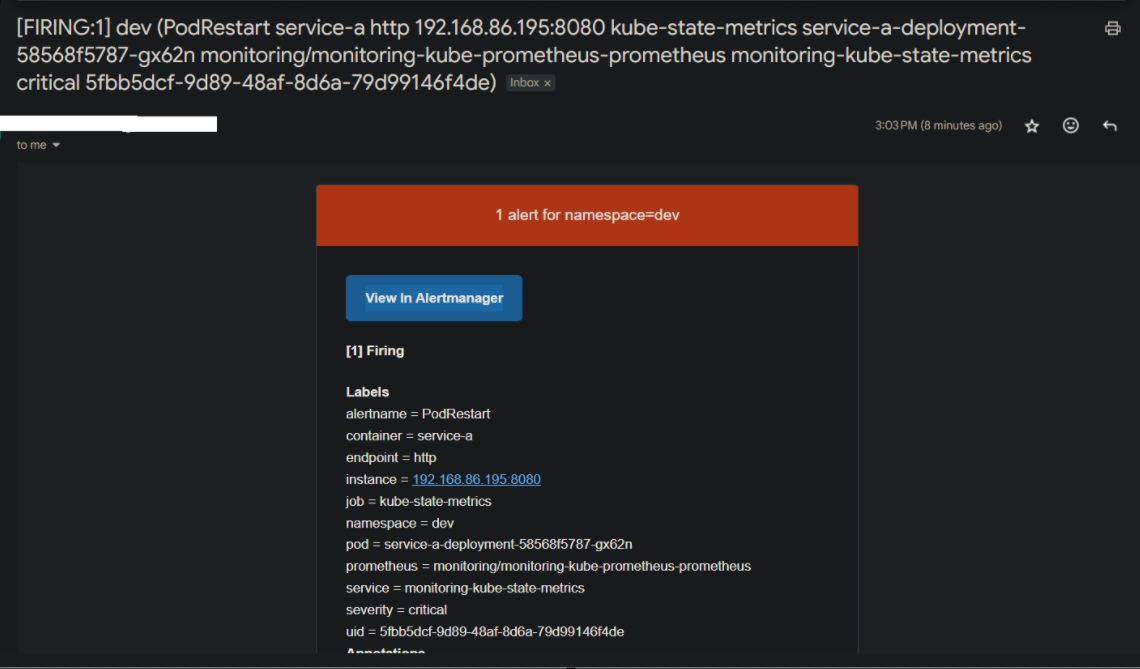 [FIRING:1] dev (PodRestart service-a http 192.168.86.195:8080 kube-state-metrics service-a-deployment-
58568f5787-gx62n monitoring/monitoring-kube-prometheus-prometheus monitoring-kube-state-metrics
critical 5fbb5dcf-9d89-48af-8d6a-79d99146f4de) Inbox ×
3:03 PM (8 minutes ago)
to me
1 alert for namespace=dev
View In Alertmanager
[1] Firing
Labels
alertname = PodRestart
container = service-a
endpoint = http
instance = 192.168.86.195:8080
job = kube-state-metrics
namespace = dev
pod = service-a-deployment-58568f5787-gx62n
prometheus = monitoring/monitoring-kube-prometheus-prometheus
service = monitoring-kube-state-metrics
severity = critical
uid = 5fbb5dcf-9d89-48af-8d6a-79d99146f4de
Annotations